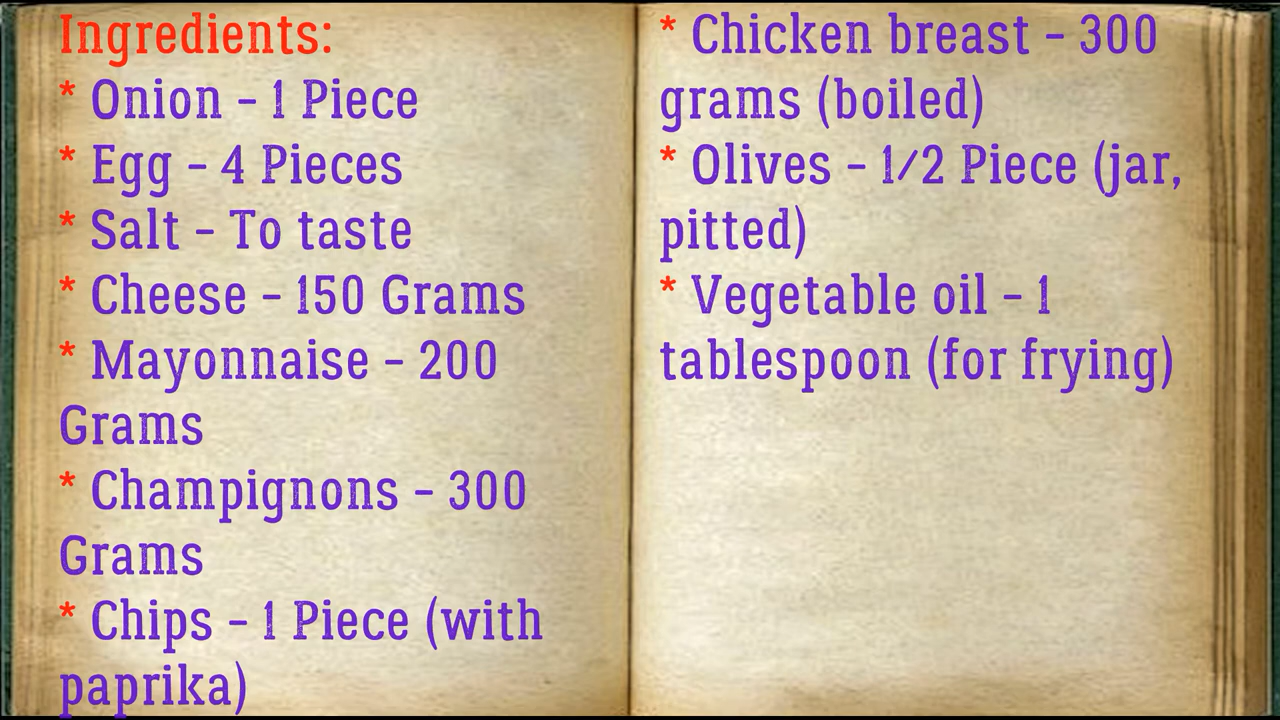 Ingredients:
* Onion – 1 Piece
* Egg – 4 Pieces
* Salt – To taste
* Cheese – 150 Grams
* Mayonnaise – 200
Grams
* Champignons – 300
Grams
* Chips – 1 Piece (with
paprika)
* Chicken breast – 300
grams (boiled)
* Olives – 1/2 Piece (jar,
pitted)
* Vegetable oil – 1
tablespoon (for frying)